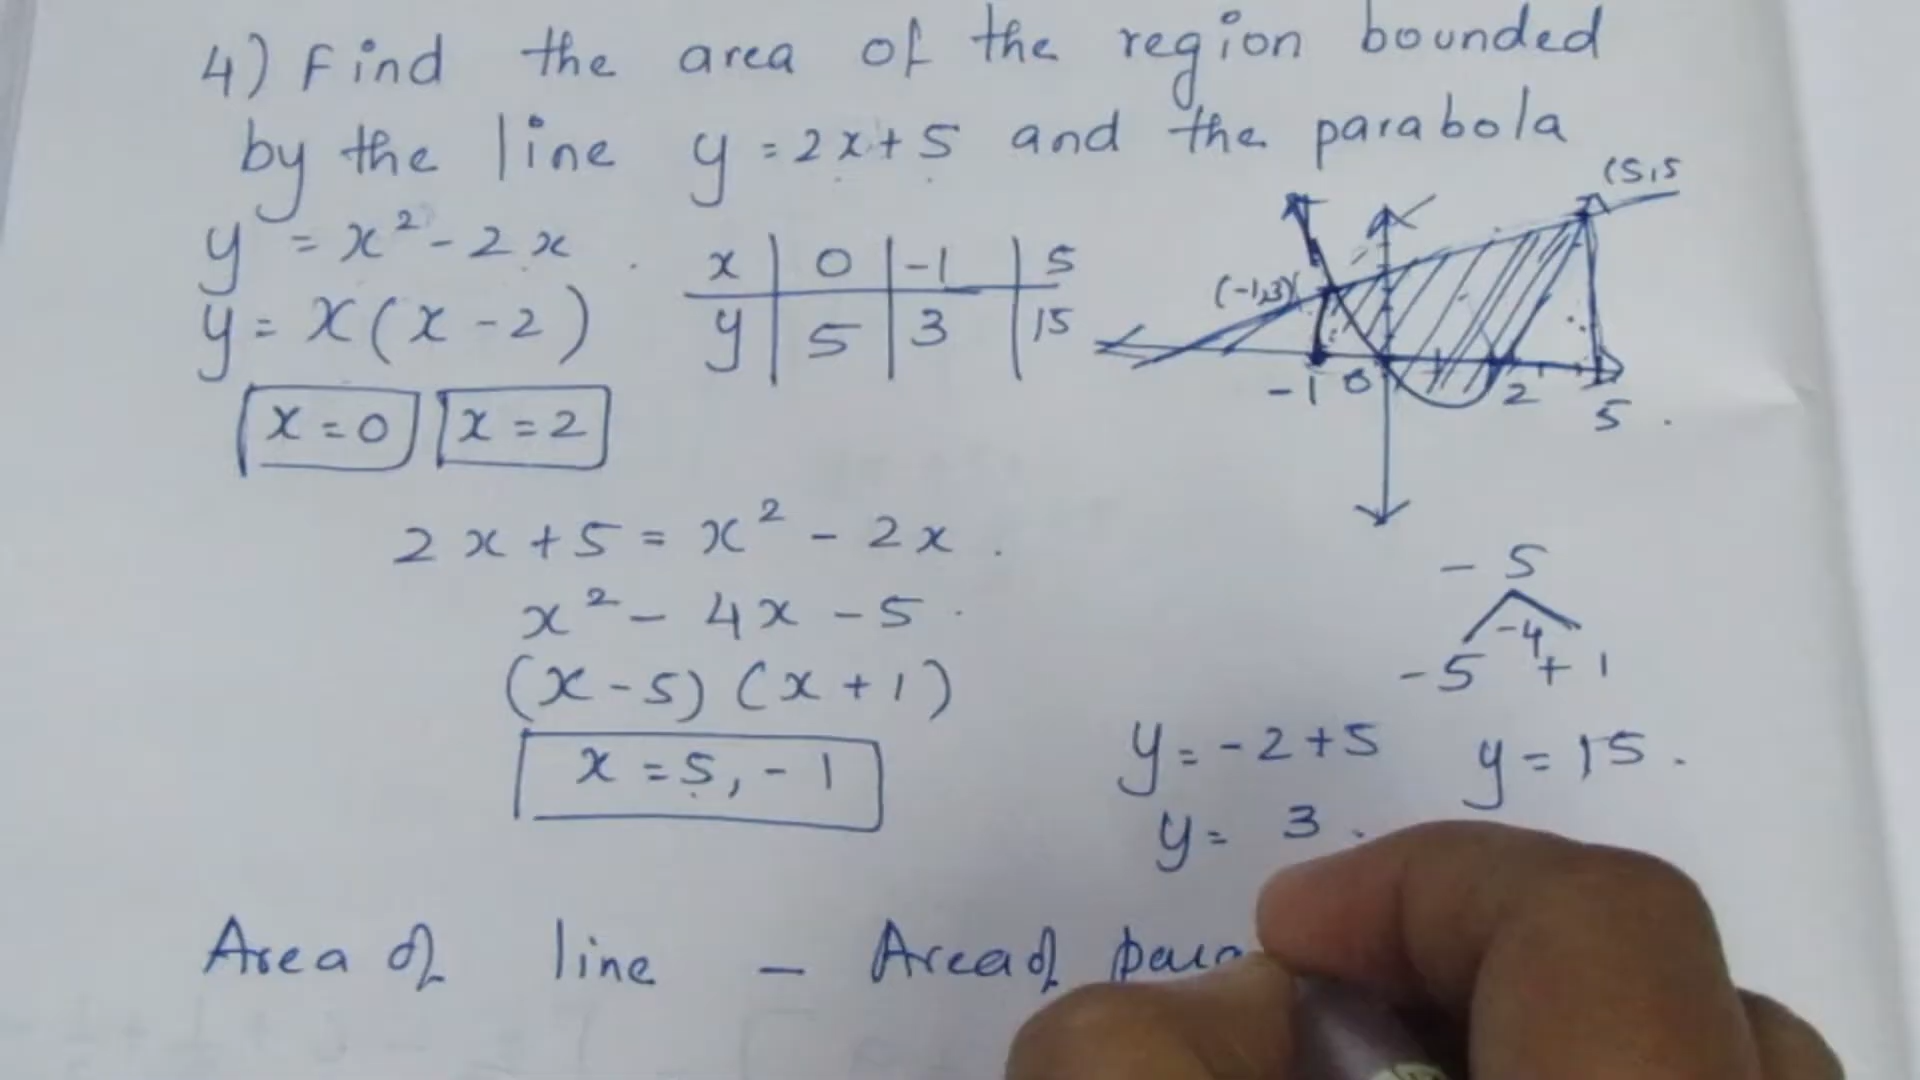 4) Find the area of the region bounded
by the line y = 2x + 5 and the parabola
y = x² - 2x
y = x(x - 2)
x = 0 x = 2
x | 0 | -1 | 5
y | 5 | 3 | 15
(5,5
(-1,3)
-1 0 2 5
2x + 5 = x² - 2x
x² - 4x - 5
(x - 5) (x + 1)
x = 5, -1
- 5
-4
-5 + 1
y = -2 + 5
y = 3
y = 15
Area of line - Area of